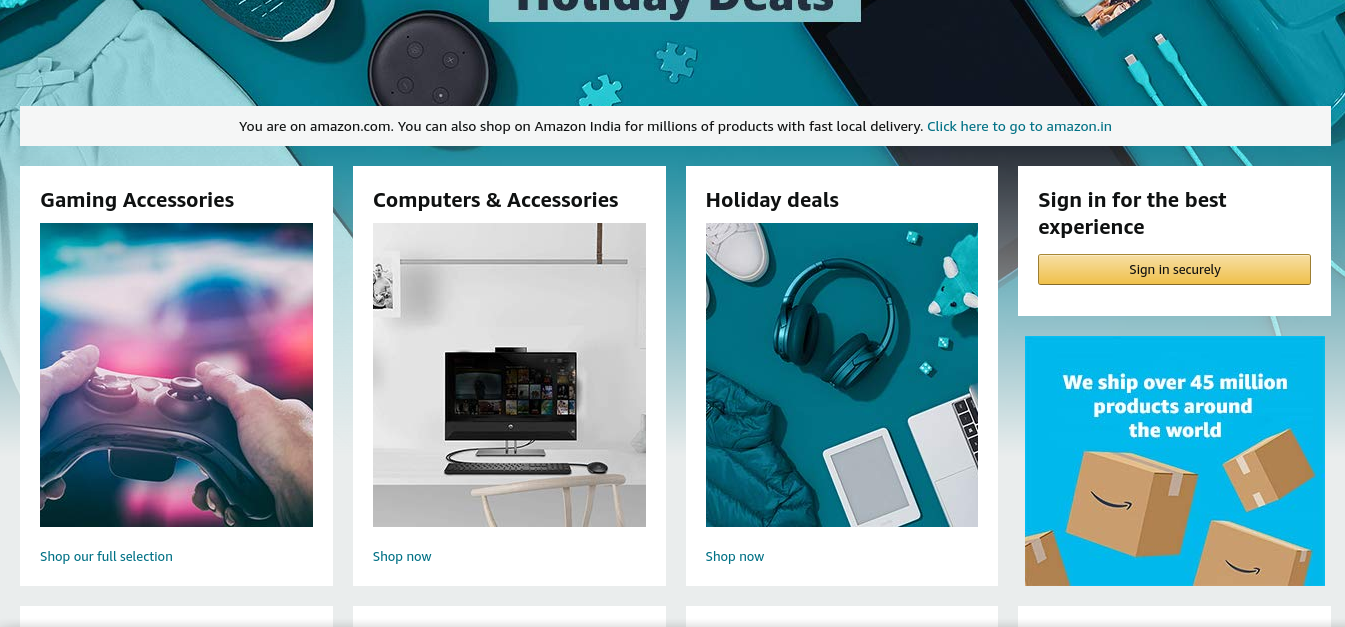 Holiday Deals
You are on amazon.com. You can also shop on Amazon India for millions of products with fast local delivery. Click here to go to amazon.in
Gaming Accessories
Computers & Accessories
Holiday deals
Sign in for the best
experience
Sign in securely
We ship over 45 million
products around
the world
Shop our full selection
Shop now
Shop now